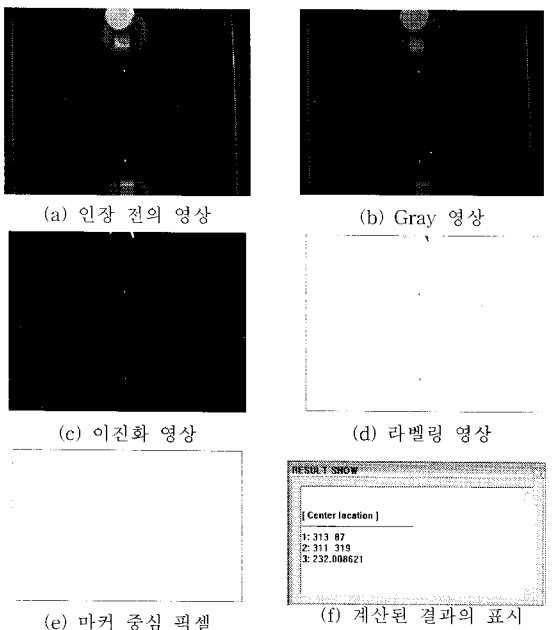 (a) 인장 전의 영상
(b) Gray 영상
(c) 이진화 영상
(d) 라벨링 영상
(e) 마커 중심 픽셀
RESULT SHOW
[ Center location ]
1: 313 87
2: 311 319
3: 232.008621
(f) 계산된 결과의 표시